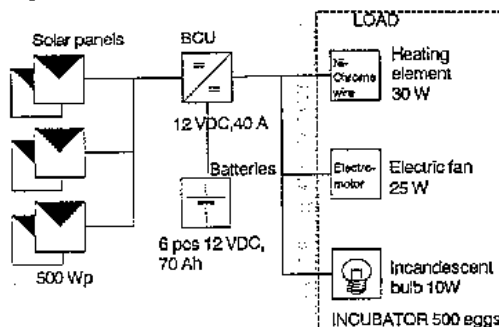 LOAD
Solar panels
BCU
Ni-
Chrome
wire
Heating
element
30 W
12 VDC,40 A
Batteries
Electro-
motor
Electric fan
25 W
6 pcs 12 VDC,
70 Ah
500 Wp
Incandescent
bulb 10W
INCUBATOR 500 eggs